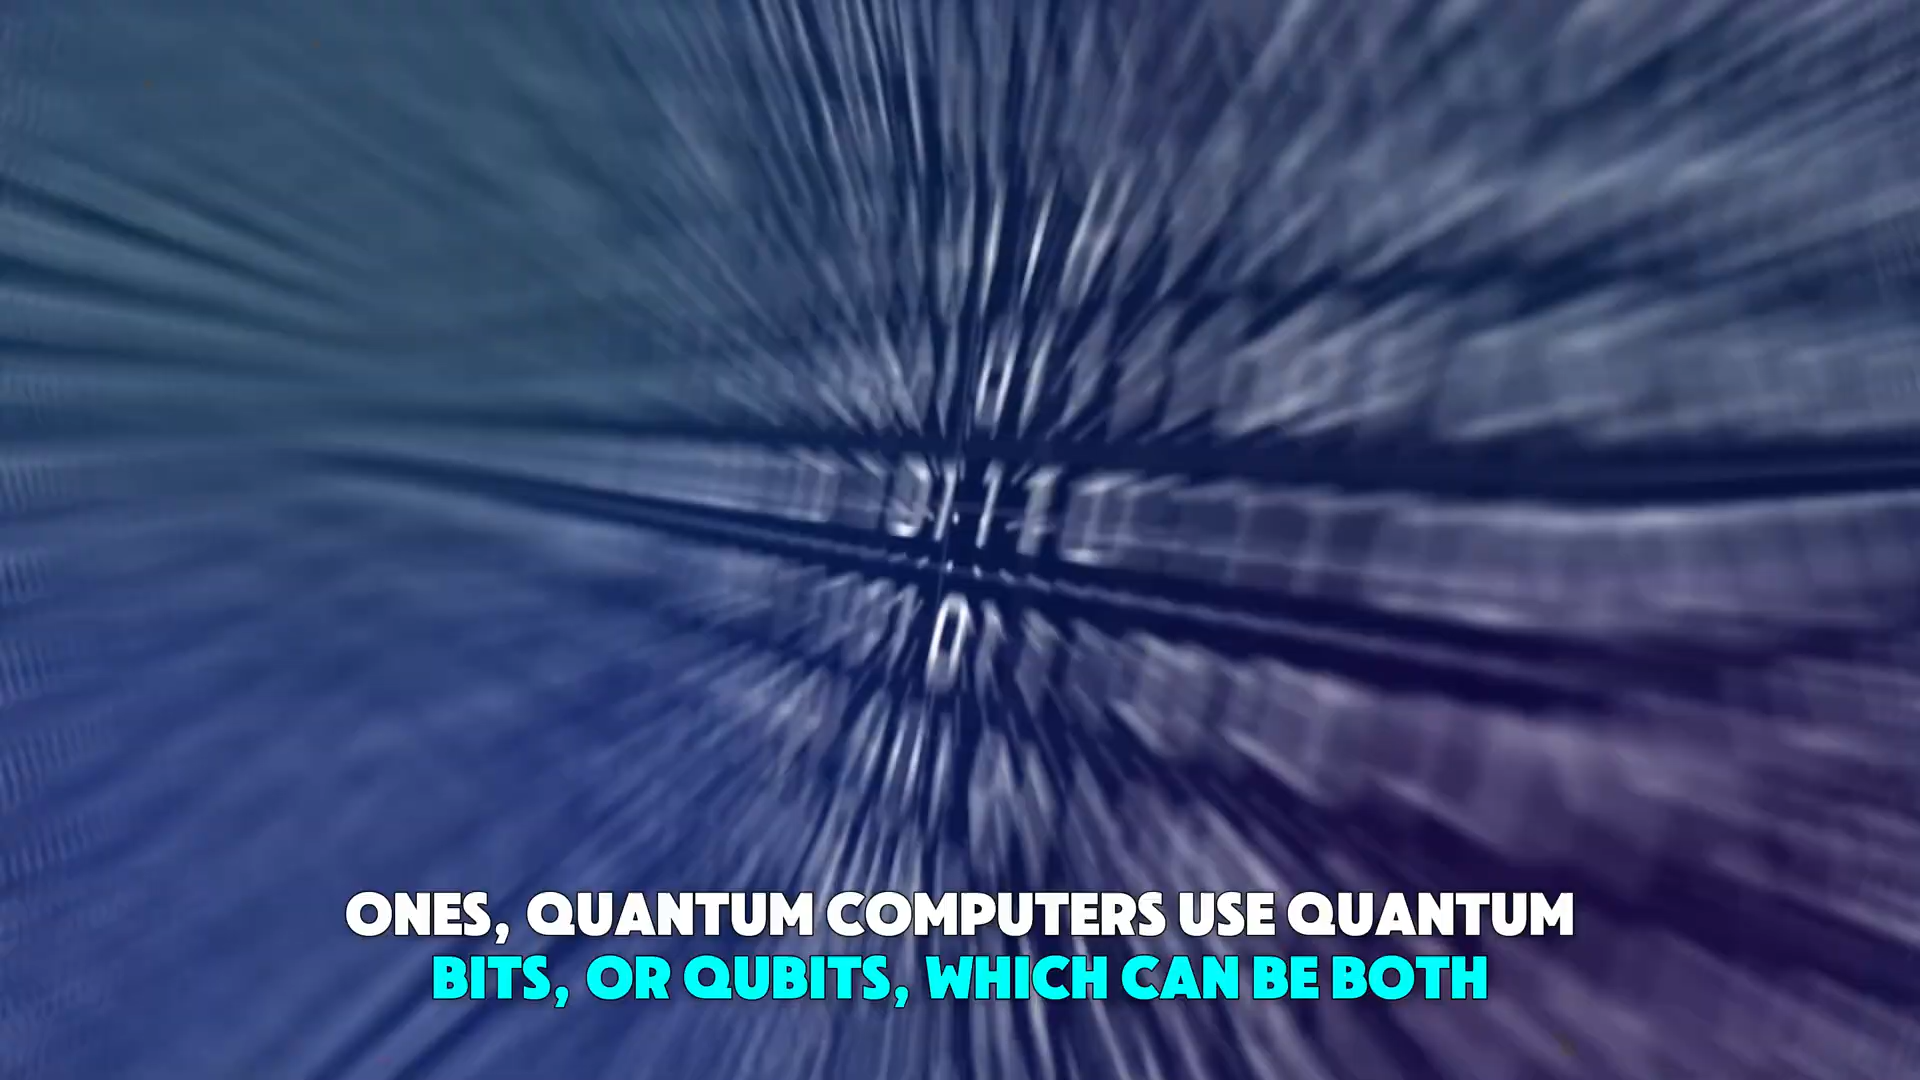 ONES, QUANTUM COMPUTERS USE QUANTUM
BITS, OR QUBITS, WHICH CAN BE BOTH